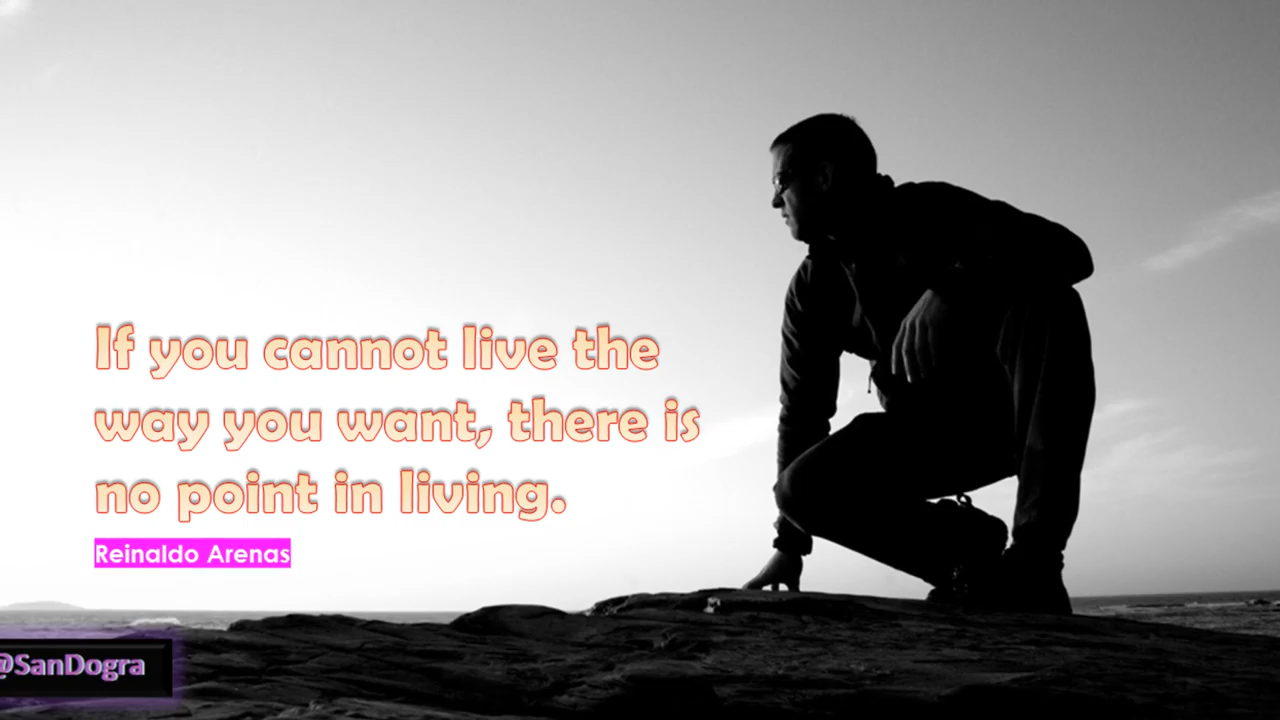 If you cannot live the
way you want, there is
no point in living.
Reinaldo Arenas
@SanDogra